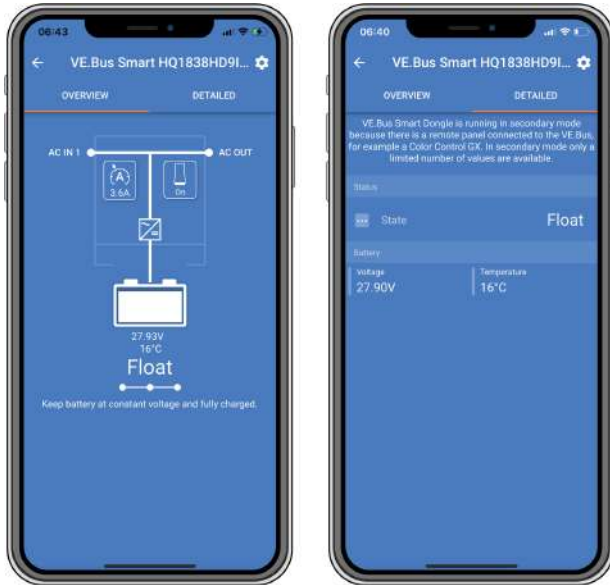 06:43
VE.Bus Smart HQ1838HD9I...
OVERVIEW
DETAILED
AC IN 1
AC OUT
A
3.6A
On
27.93V
16°C
Float
Keep battery at constant voltage and fully charged.
06:40
VE.Bus Smart HQ1838HD9I...
OVERVIEW
DETAILED
VE.Bus Smart Dongle is running in secondary mode
because there is a remote panel connected to the VE.Bus,
for example a Color Control GX. In secondary mode only a
limited number of values are available.
Status
State
Float
Battery
Voltage
Temperature
27.90V
16°C